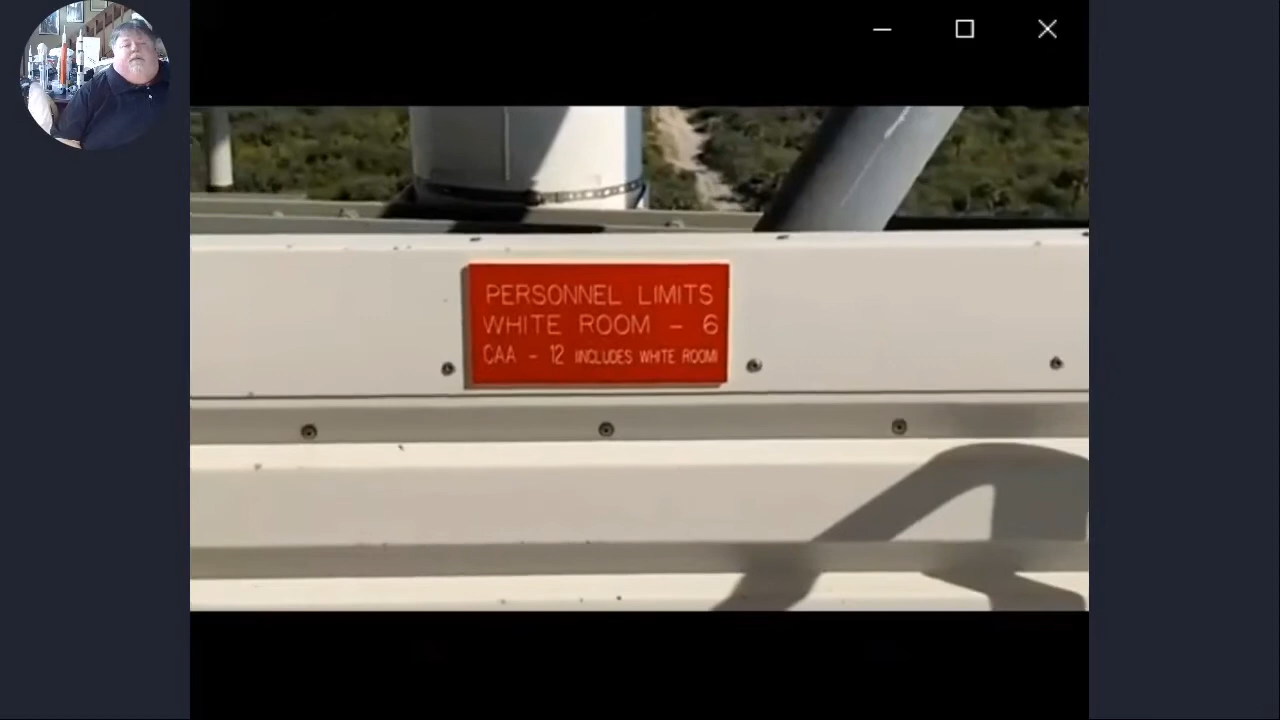 PERSONNEL LIMITS
WHITE ROOM - 6
CAA - 12 (INCLUDES WHITE ROOM)